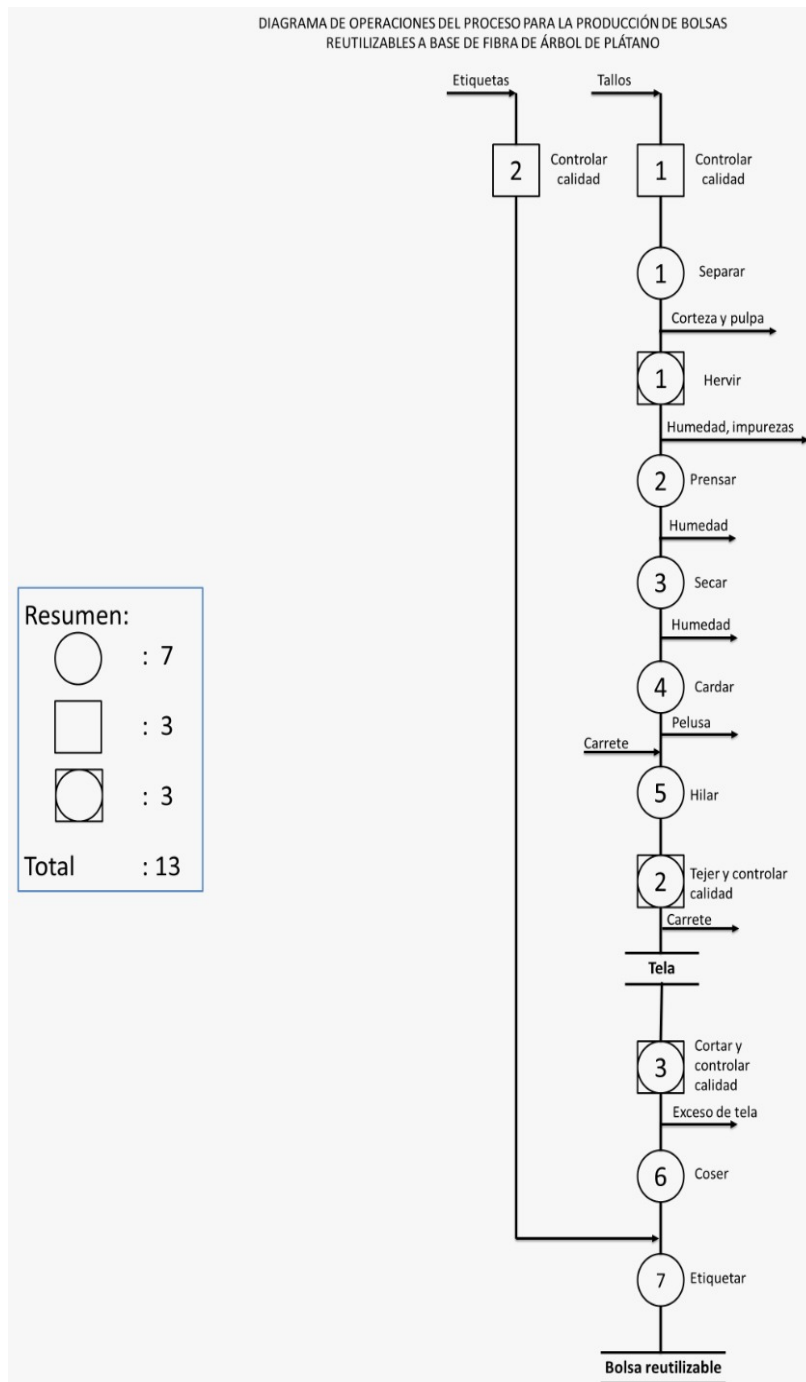 DIAGRAMA DE OPERACIONES DEL PROCESO PARA LA PRODUCCIÓN DE BOLSAS
REUTILIZABLES A BASE DE FIBRA DE ÁRBOL DE PLÁTANO
Etiquetas
Tallos
2
Controlar
calidad
1
Controlar
calidad
1
Separar
Corteza y pulpa
1
Hervir
Humedad, impurezas
2
Prensar
Humedad
3
Secar
Humedad
4
Cardar
Pelusa
Carrete
5
Hilar
2
Tejer y controlar
calidad
Carrete
Tela
3
Cortar y
controlar
calidad
Exceso de tela
6
Coser
7
Etiquetar
Bolsa reutilizable
Resumen:
: 7
: 3
: 3
Total : 13